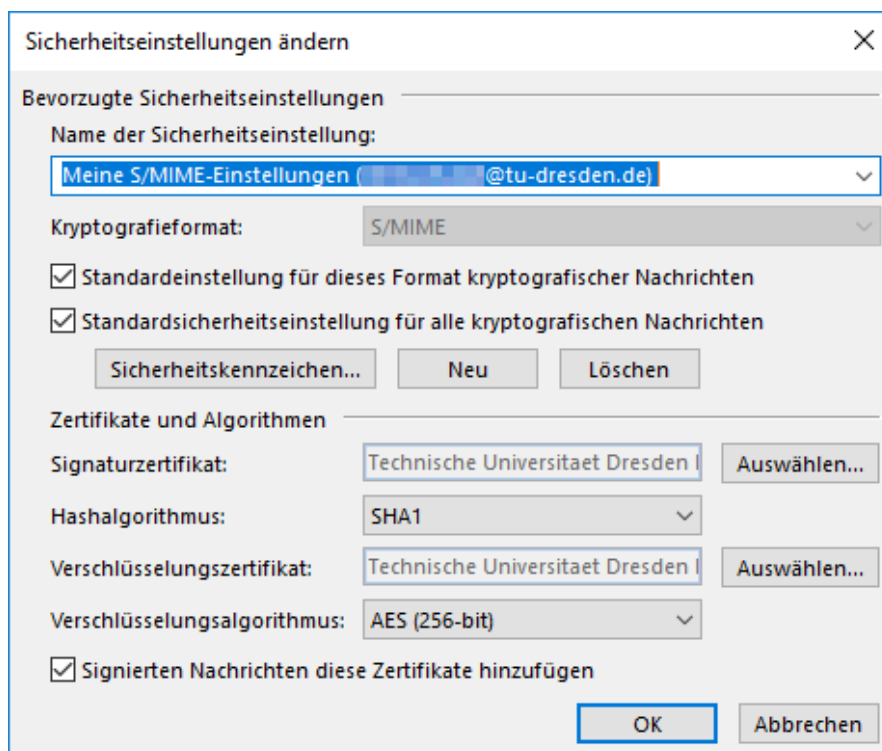 Sicherheitseinstellungen ändern
Bevorzugte Sicherheitseinstellungen
Name der Sicherheitseinstellung:
Meine S/MIME-Einstellungen ( @tu-dresden.de)
Kryptografieformat: S/MIME
Standardeinstellung für dieses Format kryptografischer Nachrichten
Standardsicherheitseinstellung für alle kryptografischen Nachrichten
Sicherheitskennzeichen... Neu Löschen
Zertifikate und Algorithmen
Signaturzertifikat: Technische Universitaet Dresden Auswählen...
Hashalgorithmus: SHA1
Verschlüsselungszertifikat: Technische Universitaet Dresden Auswählen...
Verschlüsselungsalgorithmus: AES (256-bit)
Signierten Nachrichten diese Zertifikate hinzufügen
OK Abbrechen